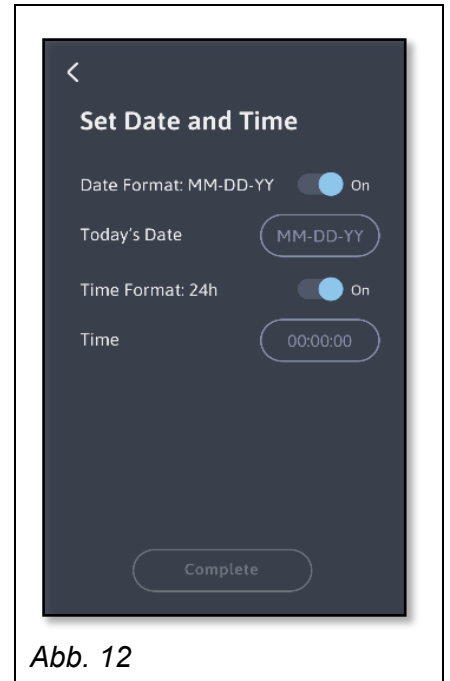 Set Date and Time
Date Format: MM-DD-YY On
Today's Date MM-DD-YY
Time Format: 24h On
Time 00:00:00
Complete
Abb. 12